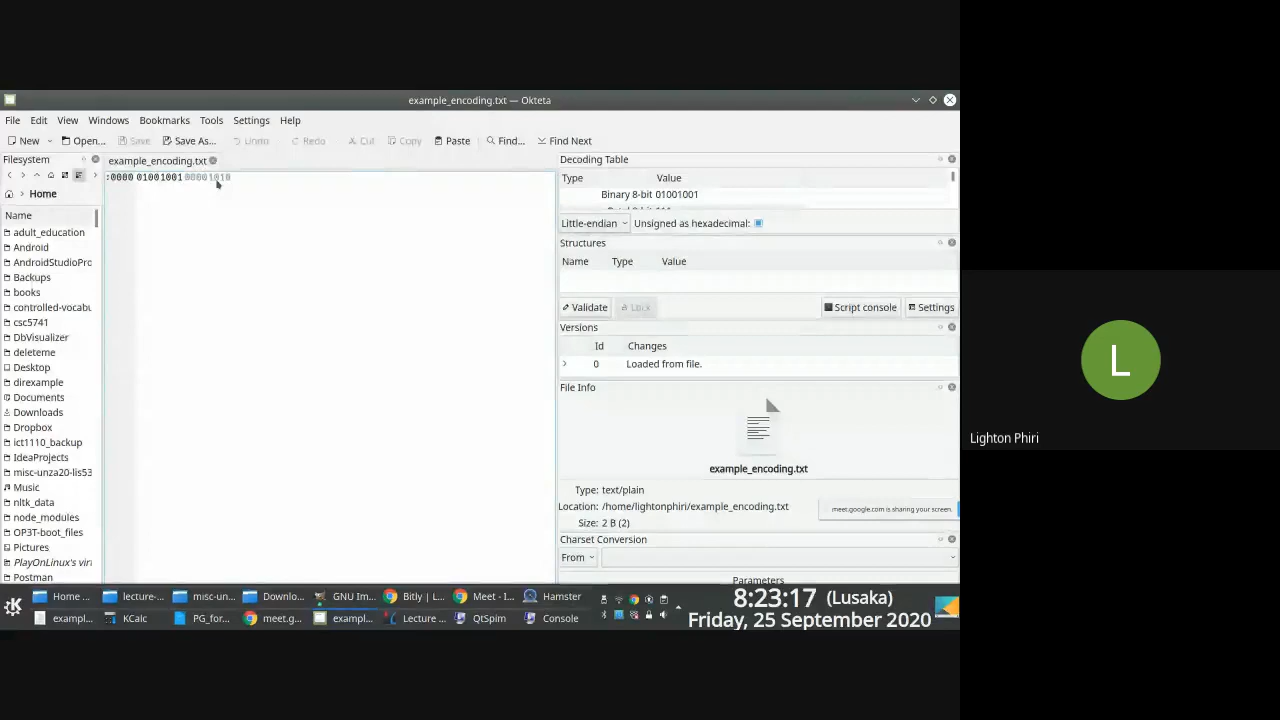 example_encoding.txt — Okteta
File Edit View Windows Bookmarks Tools Settings Help
New Open... Save Save As... Undo Redo Cut Copy Paste Find... Find Next
Filesystem
example_encoding.txt
Home
Name
adult_education
Android
AndroidStudioPro
Backups
books
controlled-vocabu
csc5741
DbVisualizer
deleteme
Desktop
direxample
Documents
Downloads
Dropbox
ict1110_backup
IdeaProjects
misc-unza20-lis53
Music
nltk_data
node_modules
OP3T-boot_files
Pictures
PlayOnLinux's virt
Postman
:0000 01001001 00001010
Decoding Table
Type Value
Binary 8-bit 01001001
Little-endian Unsigned as hexadecimal:
Structures
Name Type Value
Validate Lock Script console Settings
Versions
Id Changes
0 Loaded from file.
File Info
example_encoding.txt
Type: text/plain
Location: /home/lightonphiri/example_encoding.txt
Size: 2 B (2)
meet.google.com is sharing your screen.
Charset Conversion
From
Parameters
Home ... lecture-... misc-un... Downlo... GNU Im... Bitly | L... Meet - I... Hamster
exampl... KCalc PG_for... meet.g... exampl... Lecture ... QtSpim Console
8:23:17 (Lusaka)
Friday, 25 September 2020
L
Lighton Phiri